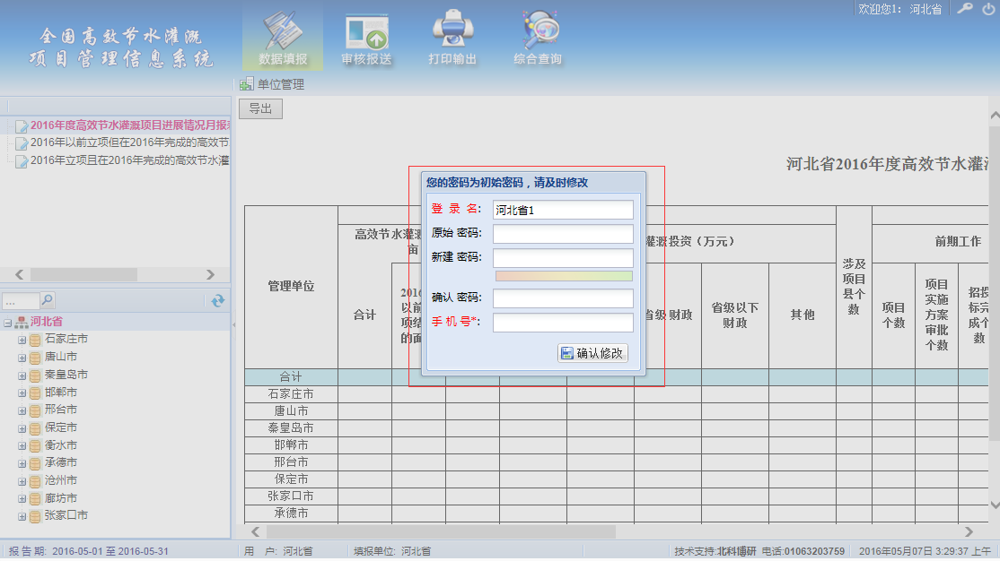 欢迎您1: 河北省
全国高效节水灌溉
项目管理信息系统
数据填报 审核报送 打印输出 综合查询
单位管理
导出
2016年度高效节水灌溉项目进展情况月报表
2016年以前立项但在2016年完成的高效节
2016年立项且在2016年完成的高效节水灌
...
河北省
石家庄市
唐山市
秦皇岛市
邯郸市
邢台市
保定市
衡水市
承德市
沧州市
廊坊市
张家口市
河北省2016年度高效节水灌
管理单位
高效节水灌
亩
合计
2016
以前
项结
的面
灌溉投资（万元）
省级财政
省级以下
财政
其他
涉及
项目
县个
数
前期工作
项目
个数
项目
实施
方案
审批
个数
招投
标完
成个
数
合计
石家庄市
唐山市
秦皇岛市
邯郸市
邢台市
保定市
张家口市
承德市
您的密码为初始密码，请及时修改
登 录 名: 河北省1
原始 密码:
新建 密码:
确认 密码:
手 机 号*:
确认修改
报 告 期: 2016-05-01 至 2016-05-31 用 户: 河北省 填报单位: 河北省 技术支持:北科博研 电话:01063203759 2016年05月07日 3:29:37 上午